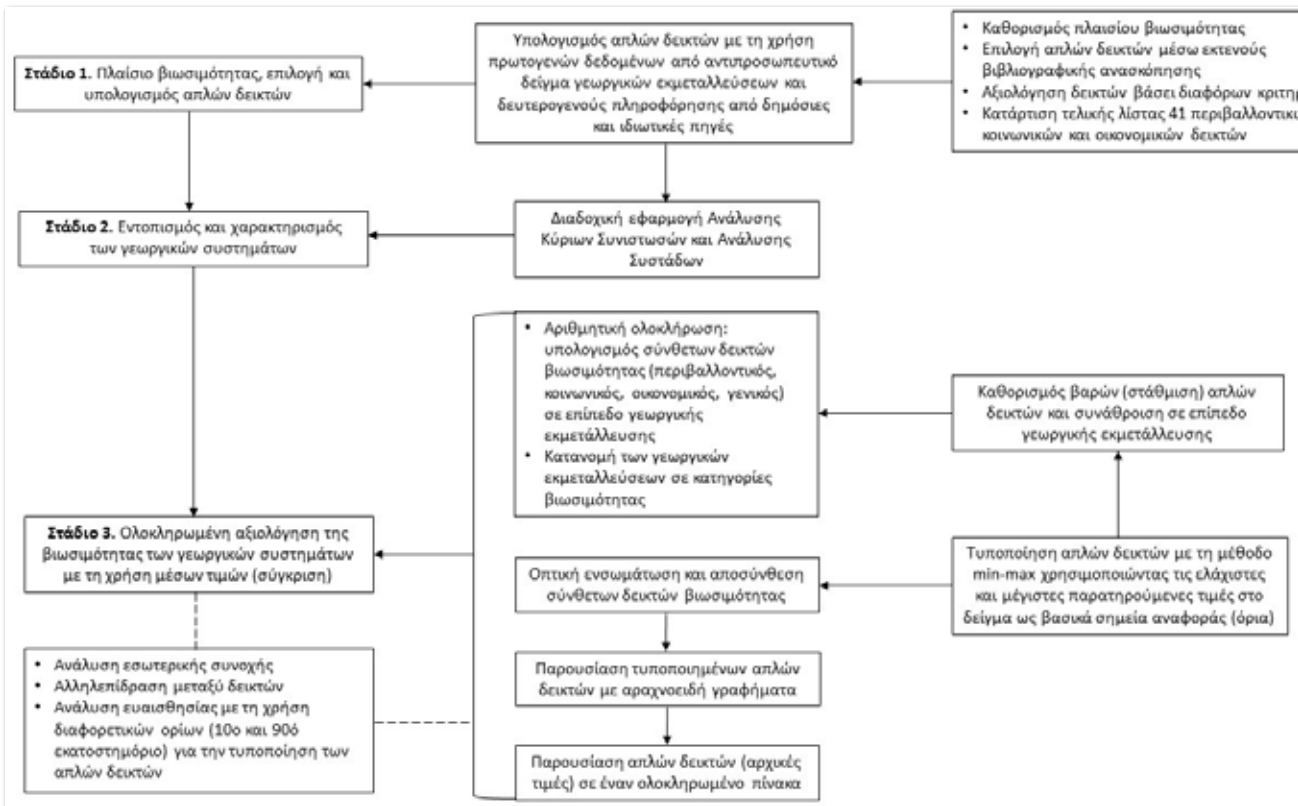 Στάδιο 1. Πλαίσιο βιωσιμότητας, επιλογή και
υπολογισμός απλών δεικτών
Υπολογισμός απλών δεικτών με τη χρήση
πρωτογενών δεδομένων από αντιπροσωπευτικό
δείγμα γεωργικών εκμεταλλεύσεων και
δευτερογενούς πληροφόρησης από δημόσιες
και ιδιωτικές πηγές
• Καθορισμός πλαισίου βιωσιμότητας
• Επιλογή απλών δεικτών μέσω εκτενούς
βιβλιογραφικής ανασκόπησης
• Αξιολόγηση δεικτών βάσει διαφόρων
• Κατάρτιση τελικής λίστας 41
κοινωνικών και οικονομικών δεικτών
Στάδιο 2. Εντοπισμός και χαρακτηρισμός
των γεωργικών συστημάτων
Διαδοχική εφαρμογή Ανάλυσης
Κύριων Συνιστωσών και Ανάλυσης
Συστάδων
• Αριθμητική ολοκλήρωση:
υπολογισμός σύνθετων δεικτών
βιωσιμότητας (περιβαλλοντικός,
κοινωνικός, οικονομικός, γενικός)
σε επίπεδο γεωργικής
εκμετάλλευσης
• Κατανομή των γεωργικών
εκμεταλλεύσεων σε κατηγορίες
βιωσιμότητας
Καθορισμός βαρών (στάθμιση) απλών
δεικτών και συνάθροιση σε επίπεδο
γεωργικής εκμετάλλευσης
Στάδιο 3. Ολοκληρωμένη αξιολόγηση της
βιωσιμότητας των γεωργικών συστημάτων
με τη χρήση μέσων τιμών (σύγκριση)
Οπτική ενσωμάτωση και αποσύνθεση
σύνθετων δεικτών βιωσιμότητας
Τυποποίηση απλών δεικτών με τη μέθοδο
min-max χρησιμοποιώντας τις ελάχιστες
και μέγιστες παρατηρούμενες τιμές στο
δείγμα ως βασικά σημεία αναφοράς (όρια)
• Ανάλυση εσωτερικής συνοχής
• Αλληλεπίδραση μεταξύ δεικτών
• Ανάλυση ευαισθησίας με τη χρήση
διαφορετικών ορίων (10ο και 90ό
εκατοστημόριο) για την τυποποίηση των
απλών δεικτών
Παρουσίαση τυποποιημένων απλών
δεικτών με αραχνοειδή γραφήματα
Παρουσίαση απλών δεικτών (αρχικές
τιμές) σε έναν ολοκληρωμένο πίνακα